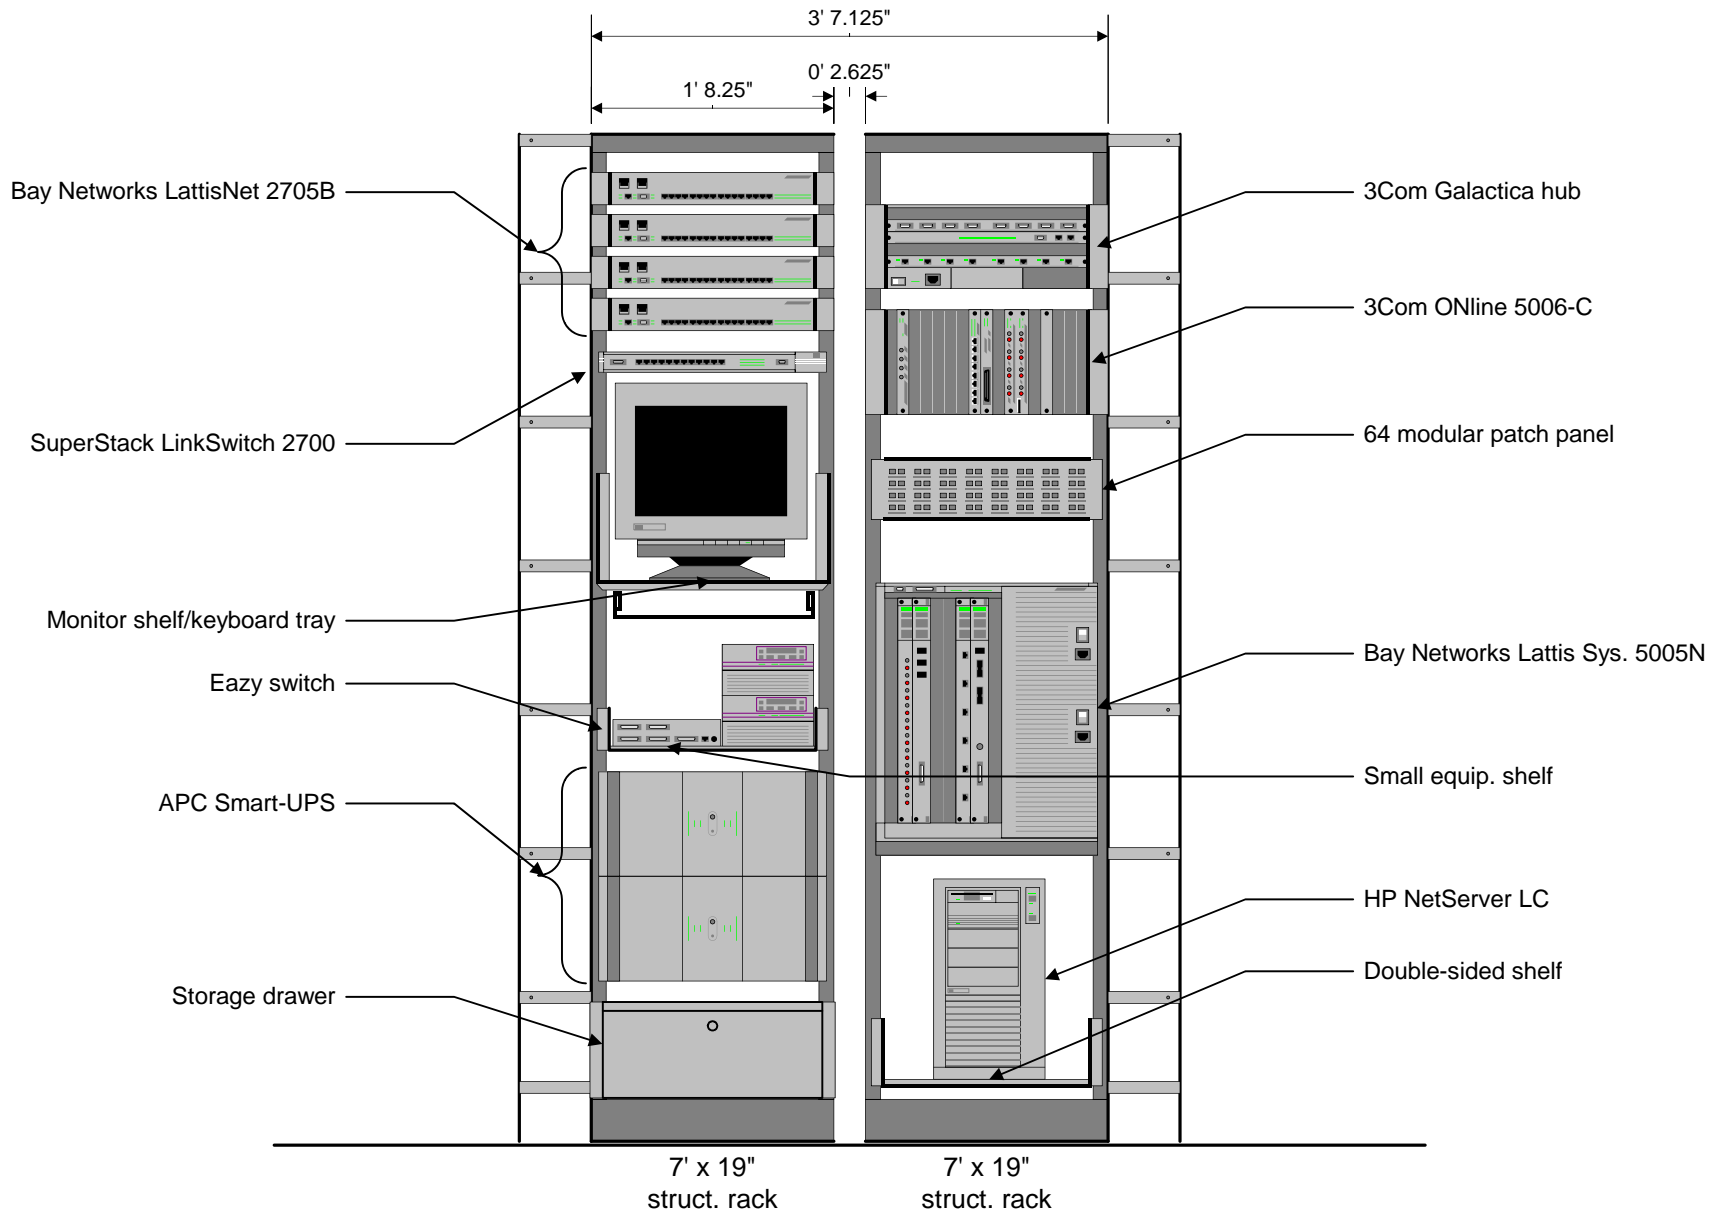 3' 7.125"
0' 2.625"
1' 8.25"
Bay Networks LattisNet 2705B
SuperStack LinkSwitch 2700
Monitor shelf/keyboard tray
Eazy switch
APC Smart-UPS
Storage drawer
3Com Galactica hub
3Com ONline 5006-C
64 modular patch panel
Bay Networks Lattis Sys. 5005N
Small equip. shelf
HP NetServer LC
Double-sided shelf
7' x 19"
struct. rack
7' x 19"
struct. rack